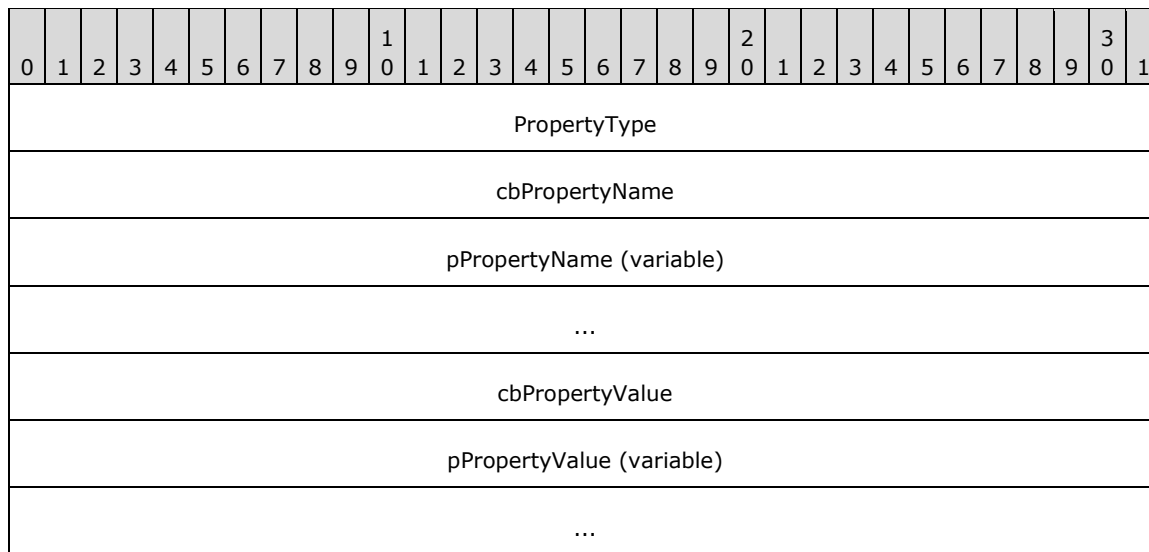 1 2 3
0 1 2 3 4 5 6 7 8 9 0 1 2 3 4 5 6 7 8 9 0 1 2 3 4 5 6 7 8 9 0 1
PropertyType
cbPropertyName
pPropertyName (variable)
...
cbPropertyValue
pPropertyValue (variable)
...